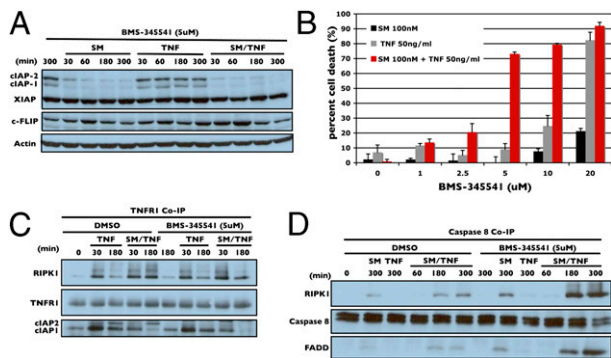 A
BMS-345541 (5uM)
SM TNF SM/TNF
(min) 300 30 60 180 300 30 60 180 300 30 60 180 300
cIAP-2
cIAP-1
XIAP
c-FLIP
Actin
B
percent cell death (%)
100
90
80
70
60
50
40
30
20
10
0
SM 100nM
TNF 50ng/ml
SM 100nM + TNF 50ng/ml
0 1 2.5 5 10 20
BMS-345541 (uM)
C
TNFR1 Co-IP
DMSO BMS-345541 (5uM)
TNF SM/TNF TNF SM/TNF
(min) 0 30 180 30 180 0 30 180 30 180
RIPK1
TNFR1
cIAP2
cIAP1
D
Caspase 8 Co-IP
DMSO BMS-345541 (5uM)
SM TNF SM/TNF SM TNF SM/TNF
(min) 0 300 300 60 180 300 300 300 300 60 180 300
RIPK1
Caspase 8
FADD